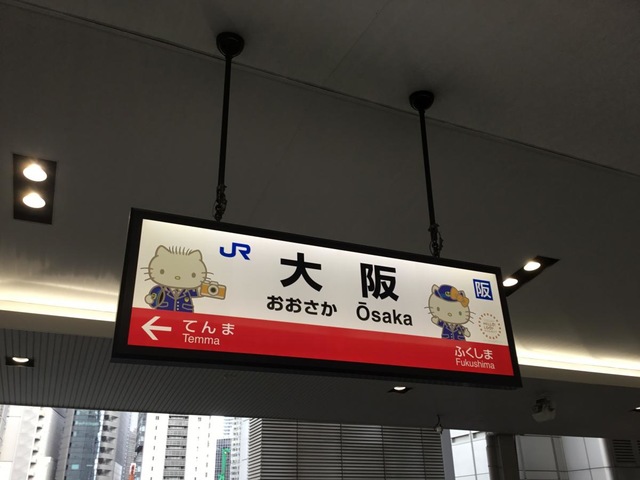 JR
大阪
阪
おおさか Ōsaka
← てんま
Temma
ふくしま
Fukushima